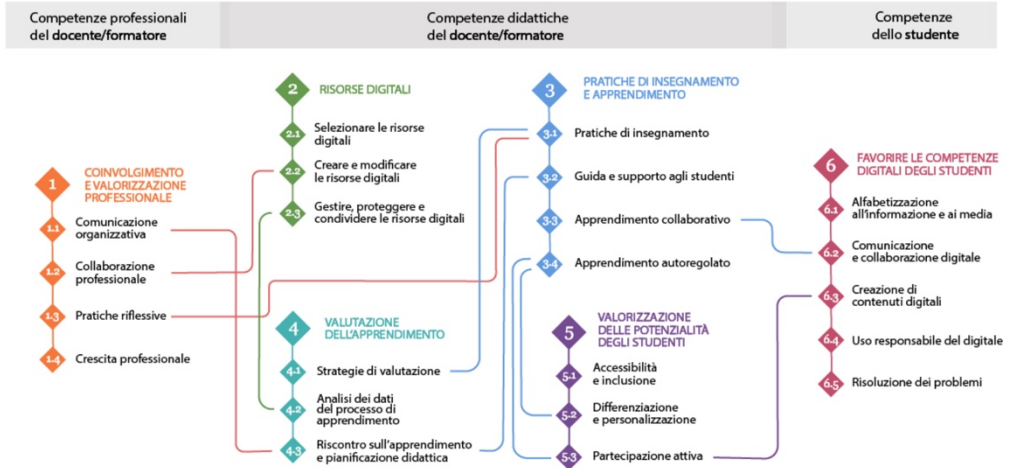 Competenze professionali
del docente/formatore
Competenze didattiche
del docente/formatore
Competenze
dello studente
1
COINVOLGIMENTO
E VALORIZZAZIONE
PROFESSIONALE
1.1
Comunicazione
organizzativa
1.2
Collaborazione
professionale
1.3
Pratiche riflessive
1.4
Crescita professionale
2
RISORSE DIGITALI
2.1
Selezionare le risorse
digitali
2.2
Creare e modificare
le risorse digitali
2.3
Gestire, proteggere e
condividere le risorse digitali
3
PRATICHE DI INSEGNAMENTO
E APPRENDIMENTO
3.1
Pratiche di insegnamento
3.2
Guida e supporto agli studenti
3.3
Apprendimento collaborativo
3.4
Apprendimento autoregolato
4
VALUTAZIONE
DELL'APPRENDIMENTO
4.1
Strategie di valutazione
4.2
Analisi dei dati
del processo di
apprendimento
4.3
Riscontro sull'apprendimento
e pianificazione didattica
5
VALORIZZAZIONE
DELLE POTENZIALITÀ
DEGLI STUDENTI
5.1
Accessibilità
e inclusione
5.2
Differenziazione
e personalizzazione
5.3
Partecipazione attiva
6
FAVORIRE LE COMPETENZE
DIGITALI DEGLI STUDENTI
6.1
Alfabetizzazione
all'informazione e ai media
6.2
Comunicazione
e collaborazione digitale
6.3
Creazione di
contenuti digitali
6.4
Uso responsabile del digitale
6.5
Risoluzione dei problemi